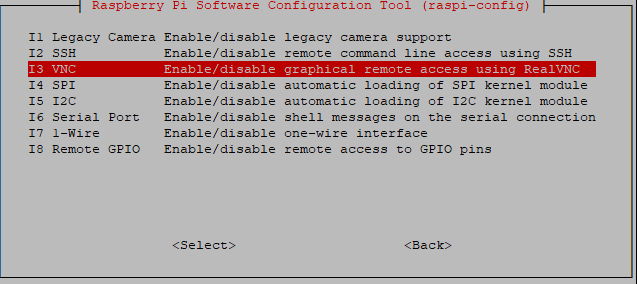 Raspberry Pi Software Configuration Tool (raspi-config)
I1 Legacy Camera Enable/disable legacy camera support
I2 SSH Enable/disable remote command line access using SSH
I3 VNC Enable/disable graphical remote access using RealVNC
I4 SPI Enable/disable automatic loading of SPI kernel module
I5 I2C Enable/disable automatic loading of I2C kernel module
I6 Serial Port Enable/disable shell messages on the serial connection
I7 1-Wire Enable/disable one-wire interface
I8 Remote GPIO Enable/disable remote access to GPIO pins
<Select> <Back>